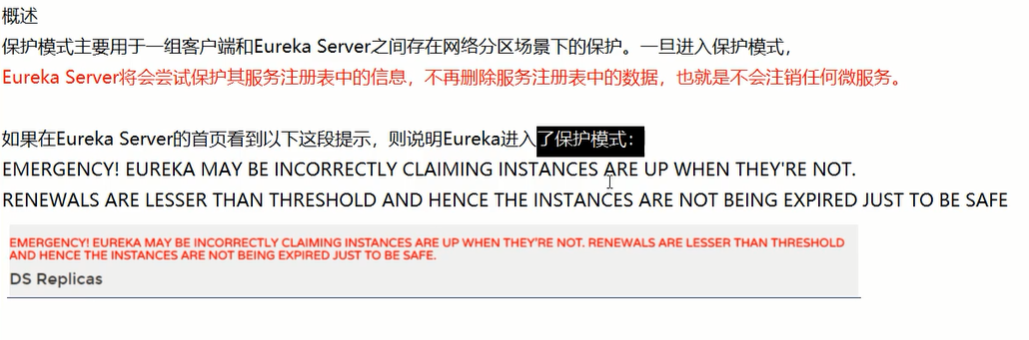 概述
保护模式主要用于一组客户端和Eureka Server之间存在网络分区场景下的保护。一旦进入保护模式，
Eureka Server将会尝试保护其服务注册表中的信息，不再删除服务注册表中的数据，也就是不会注销任何微服务。
如果在Eureka Server的首页看到以下这段提示，则说明Eureka进入了保护模式：
EMERGENCY! EUREKA MAY BE INCORRECTLY CLAIMING INSTANCES ARE UP WHEN THEY'RE NOT.
RENEWALS ARE LESSER THAN THRESHOLD AND HENCE THE INSTANCES ARE NOT BEING EXPIRED JUST TO BE SAFE
EMERGENCY! EUREKA MAY BE INCORRECTLY CLAIMING INSTANCES ARE UP WHEN THEY'RE NOT. RENEWALS ARE LESSER THAN THRESHOLD
AND HENCE THE INSTANCES ARE NOT BEING EXPIRED JUST TO BE SAFE.
DS Replicas